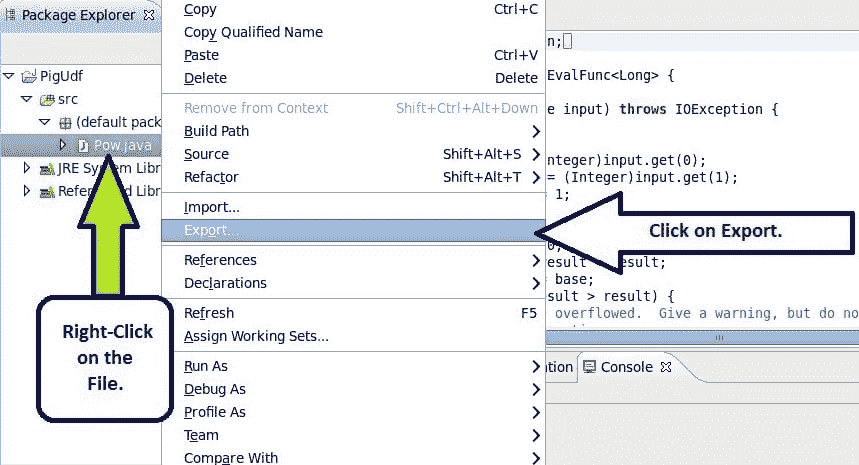 Package Explorer
PigUdf
src
(default pack
Pow.java
JRE System Libr
Refer d Libr
Right-Click
on the
File.
Copy Ctrl+C
Copy Qualified Name
Paste Ctrl+V
Delete Delete
Remove from Context Shift+Ctrl+Alt+Down
Build Path
Source Shift+Alt+S
Refactor Shift+Alt+T
Import...
Export...
References
Declarations
Refresh F5
Assign Working Sets...
Run As
Debug As
Profile As
Team
Compare With
Click on Export.
n;
EvalFunc<Long> {
e input) throws IOException {
nteger)input.get(0);
= (Integer)input.get(1);
= 1;
0;
result = result;
= base;
sult > result) {
overflowed. Give a warning, but do no
tion
Console